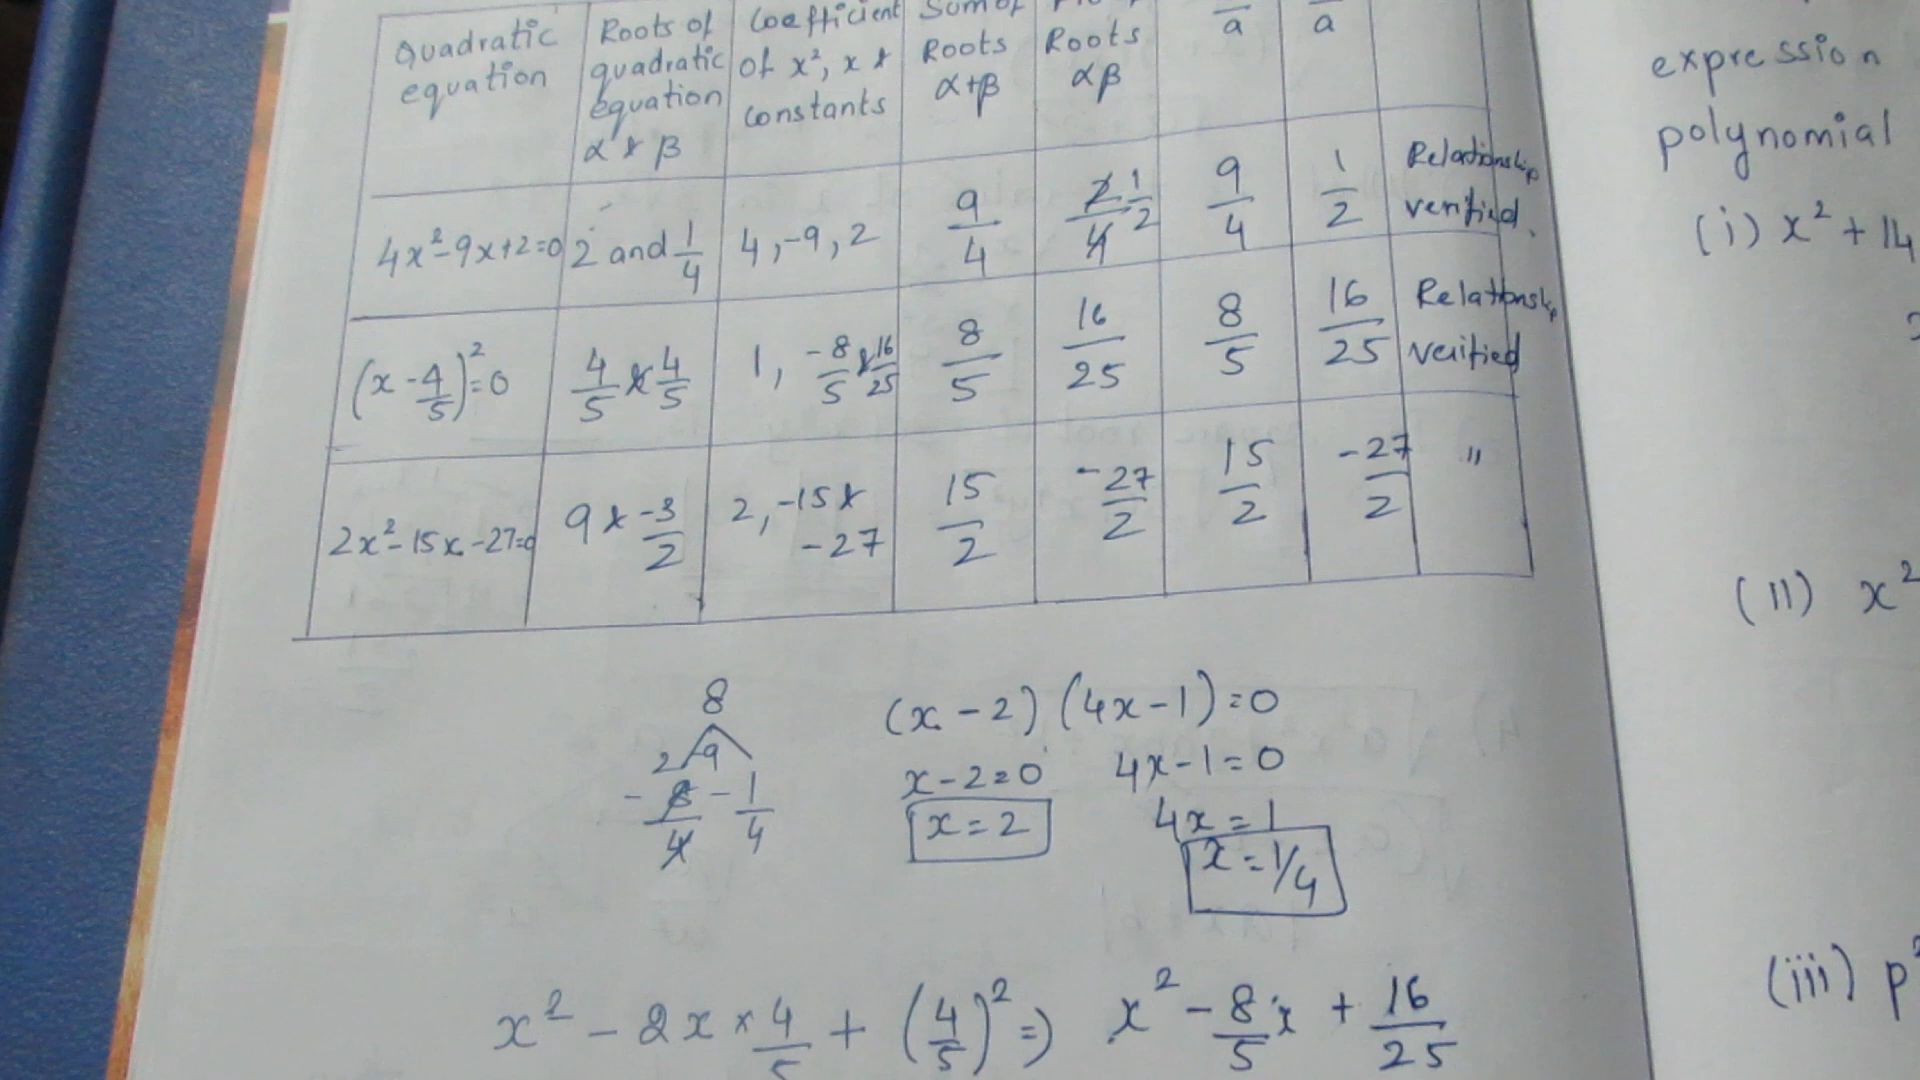 Quadratic equation
Roots of quadratic equation α & β
Coefficient of x², x & constants
Sum of Roots α+β
Roots αβ
a
a
4x²-9x+2=0
2 and 1/4
4, -9, 2
9/4
2/4 1/2
9/4
1/2
Relationship verified.
(x-4/5)²=0
4/5 & 4/5
1, -8/5 & 16/25
8/5
16/25
8/5
16/25
Relationship verified
2x²-15x-27=0
9 & -3/2
2, -15 & -27
15/2
-27/2
15/2
-27/2
"
8
2 9
-8/4 -1/4
(x-2) (4x-1)=0
x-2=0 4x-1=0
x=2 4x=1
x=1/4
x² - 2x × 4/5 + (4/5)² => x² - 8/5 x + 16/25
expression
polynomial
(i) x² + 14
(ii) x²
(iii) p²